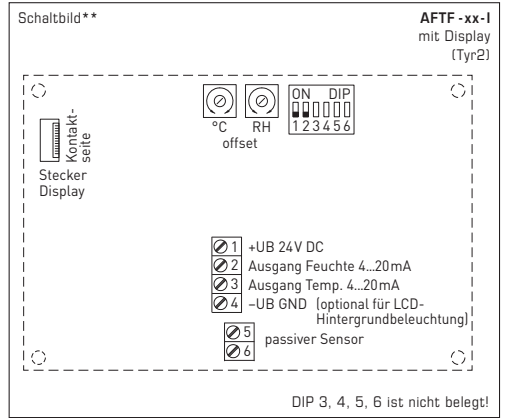 Schaltbild**
AFTF-xx-I
mit Display
(Tyr2)
ON DIP
1 2 3 4 5 6
°C RH
offset
Kontakt-
seite
Stecker
Display
1 +UB 24V DC
2 Ausgang Feuchte 4...20mA
3 Ausgang Temp. 4...20mA
4 –UB GND (optional für LCD-
Hintergrundbeleuchtung)
5
passiver Sensor
6
DIP 3, 4, 5, 6 ist nicht belegt!